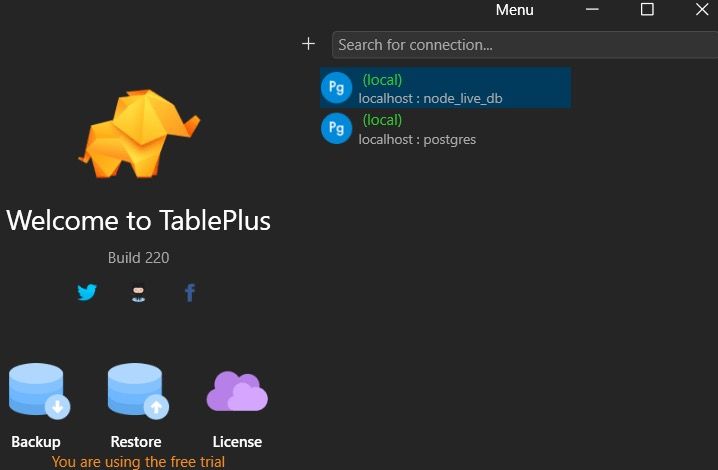 Menu
Search for connection...
Pg
(local)
localhost : node_live_db
Pg
(local)
localhost : postgres
Welcome to TablePlus
Build 220
Backup
Restore
License
You are using the free trial